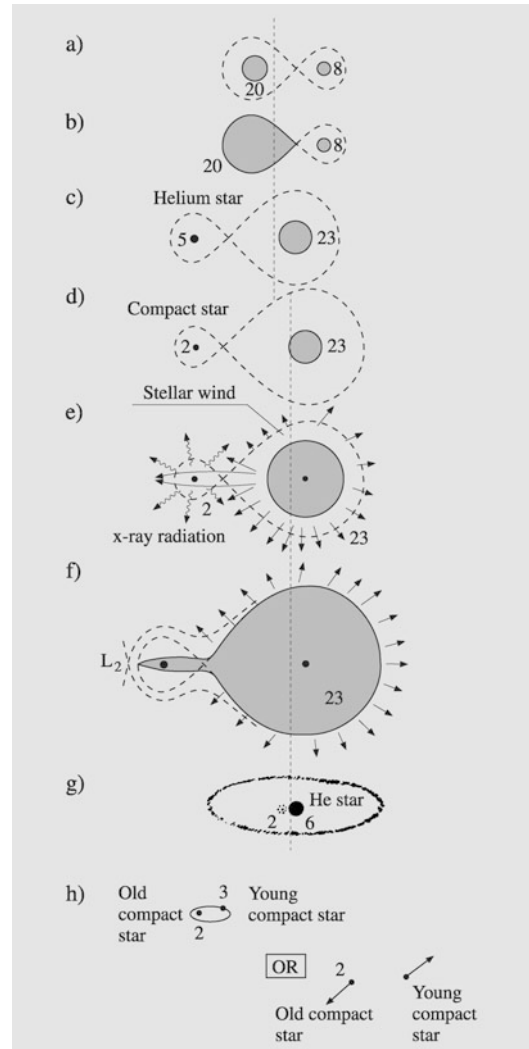 a)
20
8
b)
20
8
c)
Helium star
5
23
d)
Compact star
2
23
e)
Stellar wind
2
x-ray radiation
23
f)
L2
23
g)
He star
2
6
h)
Old
compact
star
2
3
Young
compact star
OR
2
Old compact
star
Young
compact
star